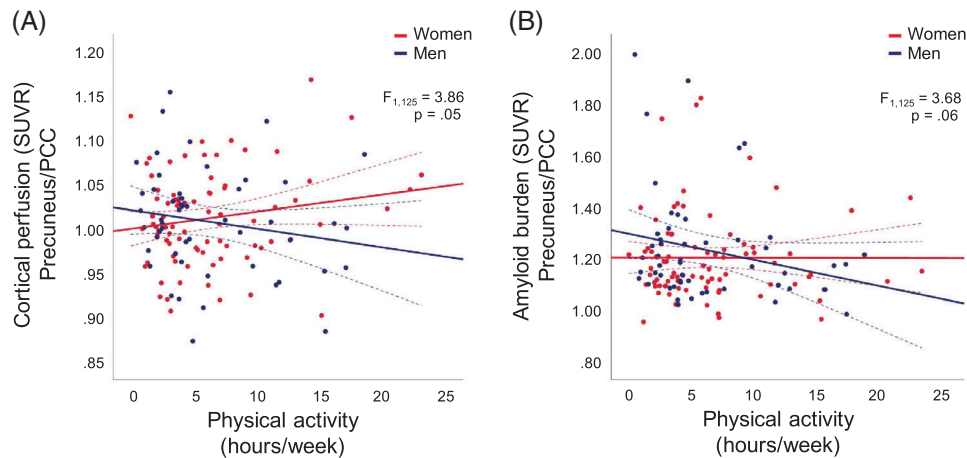 (A)
Women
Men
F1,125 = 3.86
p = .05
1.20
1.15
1.10
1.05
1.00
.95
.90
.85
Cortical perfusion (SUVR)
Precuneus/PCC
0 5 10 15 20 25
Physical activity
(hours/week)
(B)
Women
Men
F1,125 = 3.68
p = .06
2.00
1.80
1.60
1.40
1.20
1.00
.80
Amyloid burden (SUVR)
Precuneus/PCC
0 5 10 15 20 25
Physical activity
(hours/week)